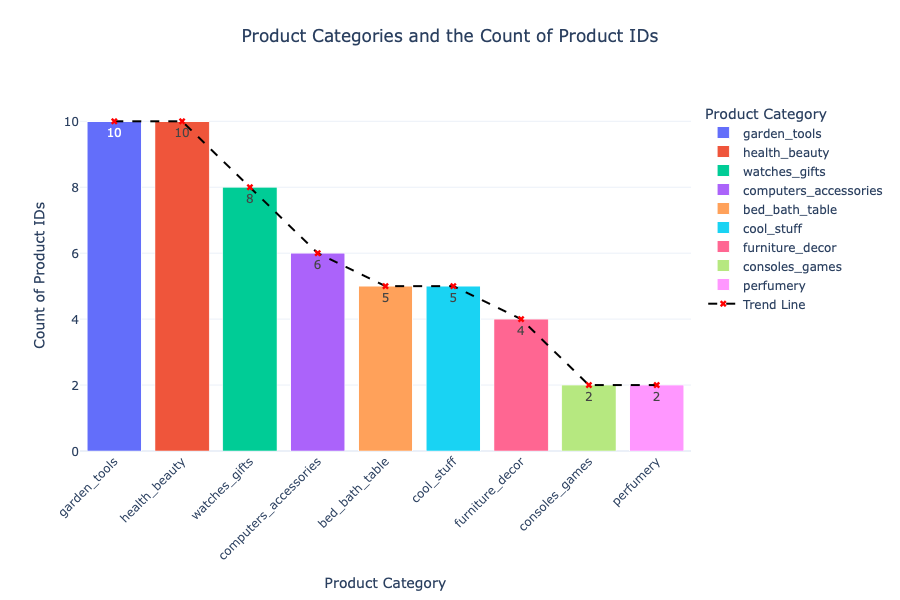 Product Categories and the Count of Product IDs
Count of Product IDs
10
8
6
4
2
0
10
10
8
6
5
5
4
2
2
garden_tools
health_beauty
watches_gifts
computers_accessories
bed_bath_table
cool_stuff
furniture_decor
consoles_games
perfumery
Product Category
Product Category
garden_tools
health_beauty
watches_gifts
computers_accessories
bed_bath_table
cool_stuff
furniture_decor
consoles_games
perfumery
Trend Line